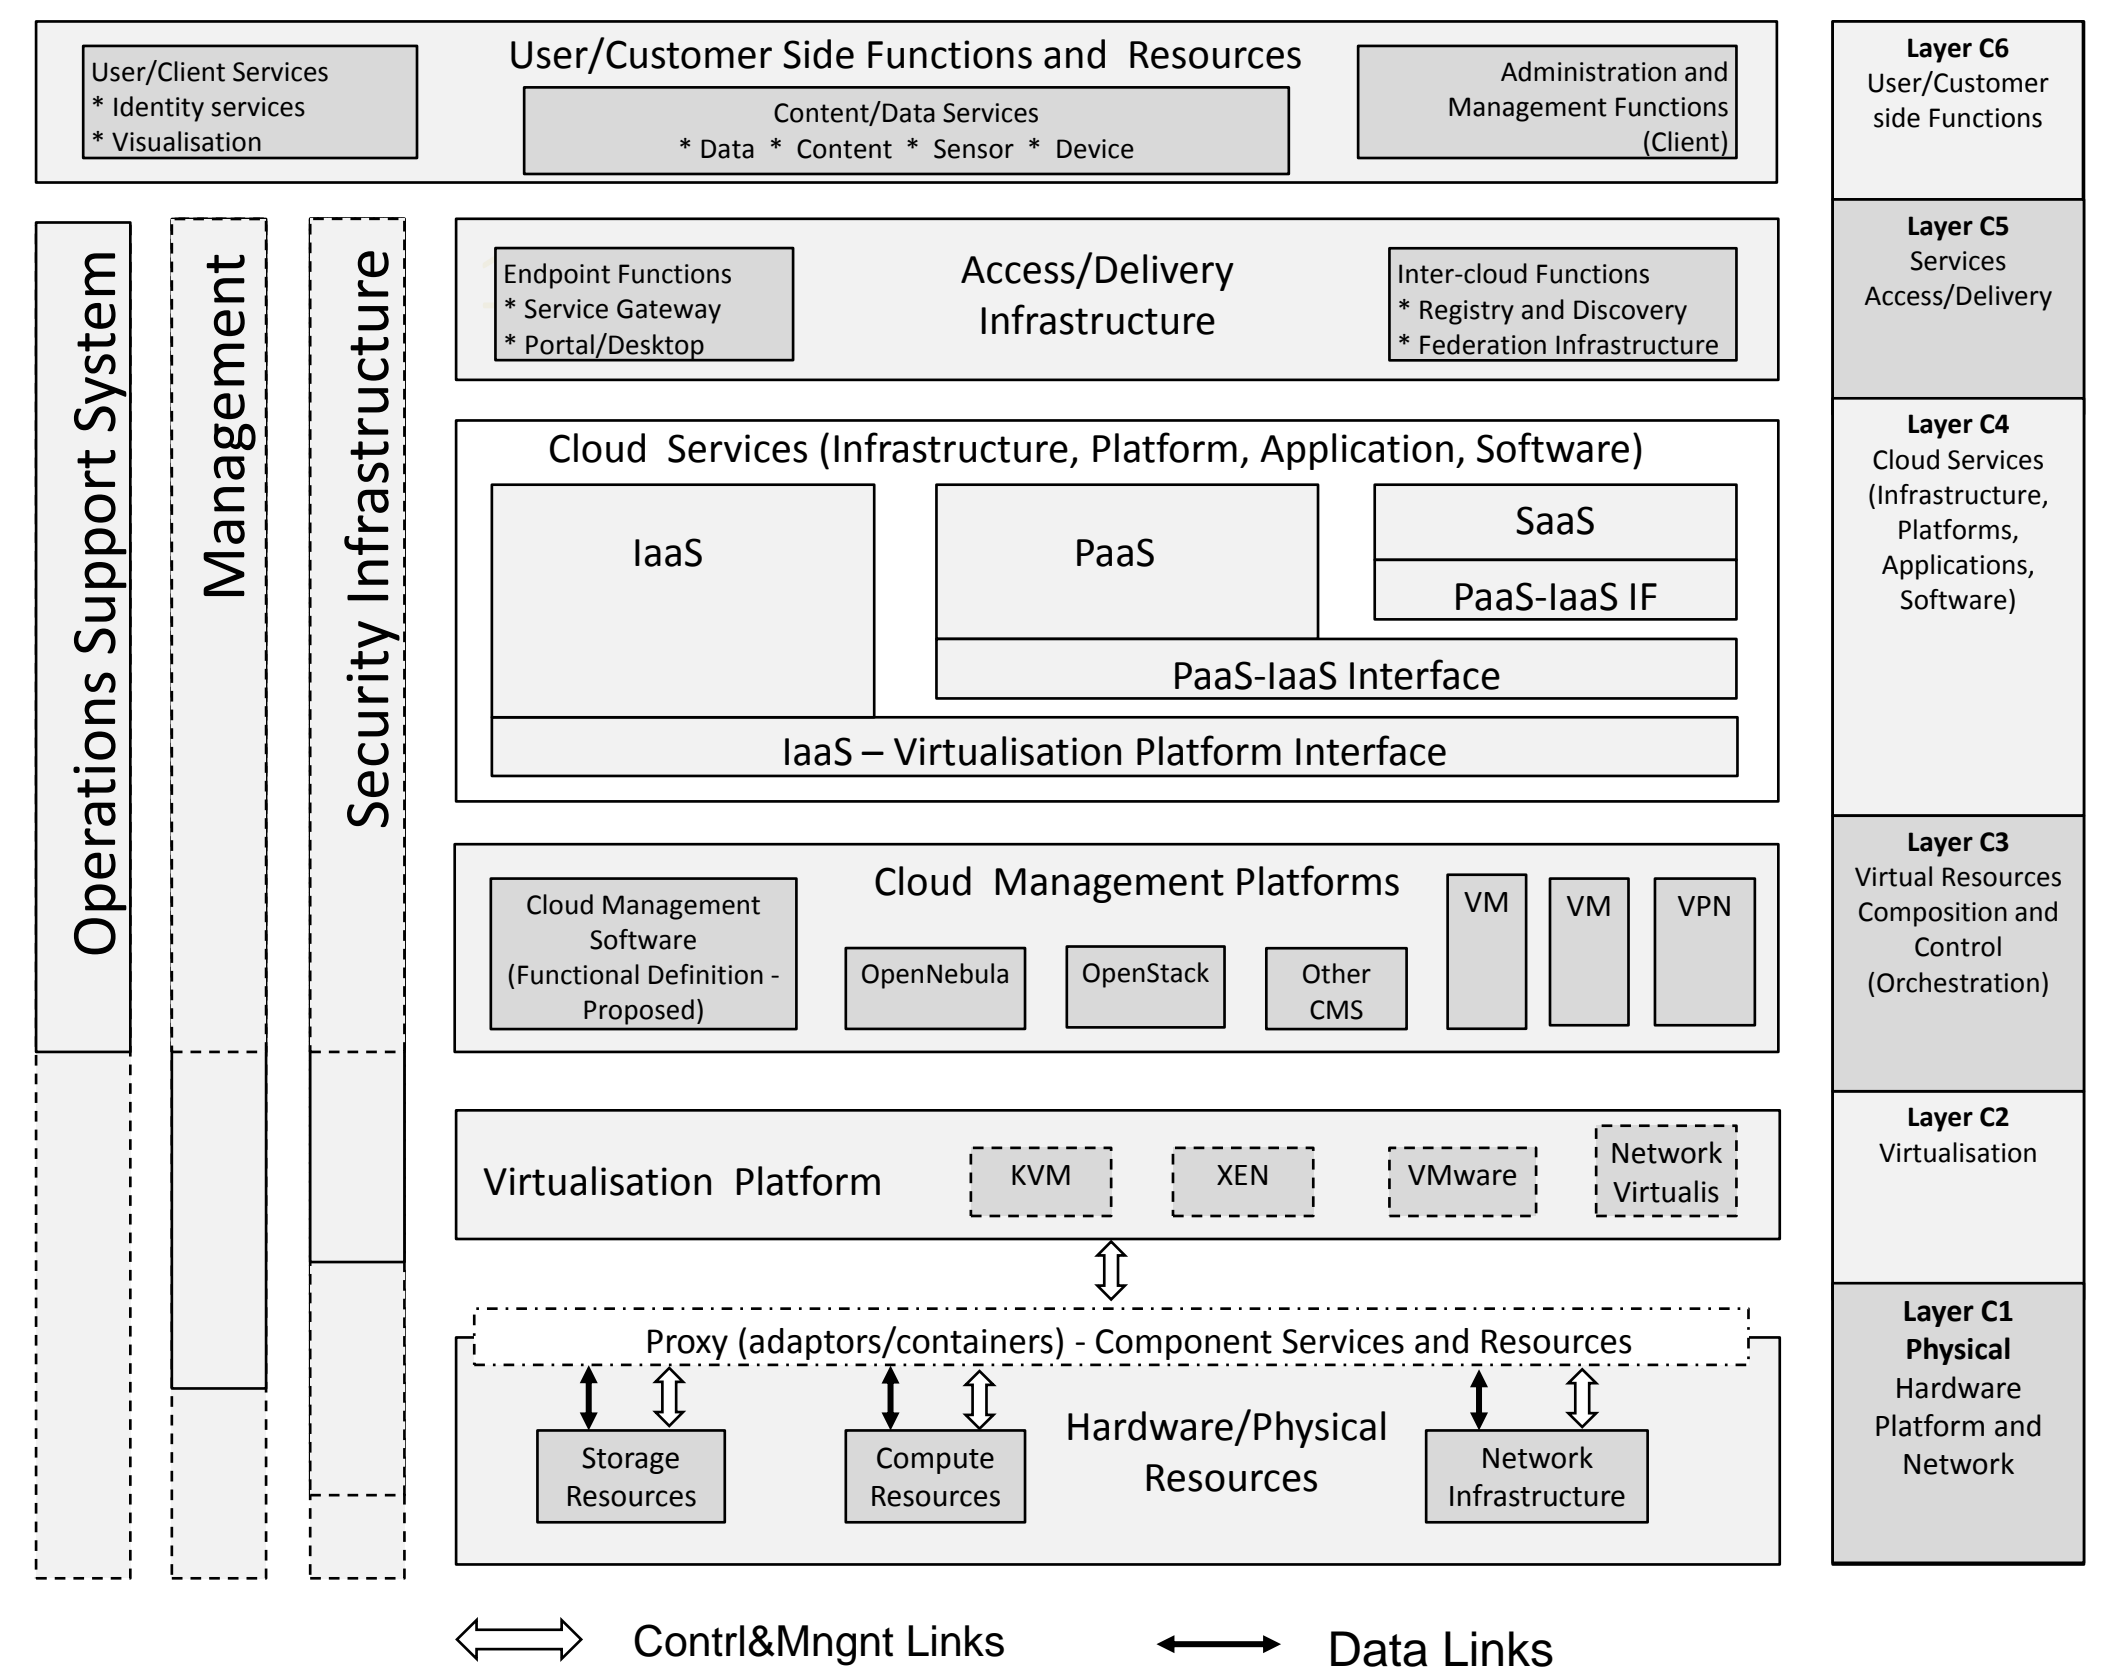 User/Customer Side Functions and Resources
User/Client Services
* Identity services
* Visualisation
Content/Data Services
* Data * Content * Sensor * Device
Administration and
Management Functions
(Client)
Layer C6
User/Customer
side Functions
Operations Support System
Management
Security Infrastructure
Endpoint Functions
* Service Gateway
* Portal/Desktop
Access/Delivery
Infrastructure
Inter-cloud Functions
* Registry and Discovery
* Federation Infrastructure
Layer C5
Services
Access/Delivery
Cloud Services (Infrastructure, Platform, Application, Software)
IaaS
PaaS
SaaS
PaaS-IaaS IF
PaaS-IaaS Interface
IaaS – Virtualisation Platform Interface
Layer C4
Cloud Services
(Infrastructure,
Platforms,
Applications,
Software)
Cloud Management Platforms
Cloud Management
Software
(Functional Definition -
Proposed)
OpenNebula
OpenStack
Other
CMS
VM
VM
VPN
Layer C3
Virtual Resources
Composition and
Control
(Orchestration)
Virtualisation Platform
KVM
XEN
VMware
Network
Virtualis
Layer C2
Virtualisation
Proxy (adaptors/containers) - Component Services and Resources
Hardware/Physical
Resources
Storage
Resources
Compute
Resources
Network
Infrastructure
Layer C1
Physical
Hardware
Platform and
Network
Contrl&Mngnt Links
Data Links